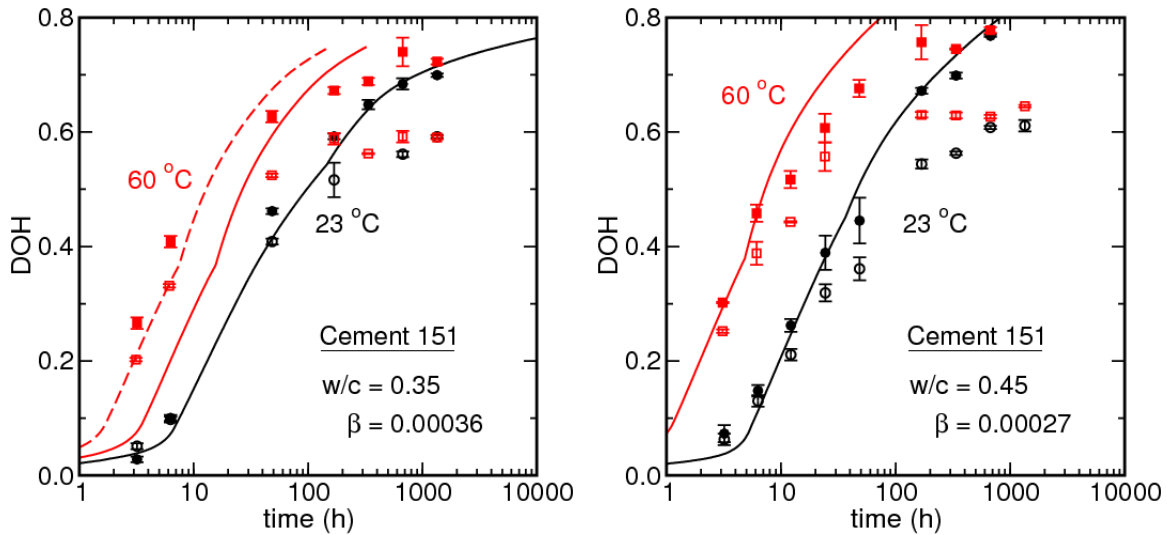 0.8
0.6
0.4
0.2
0.0
DOH
60 °C
23 °C
Cement 151
w/c = 0.35
β = 0.00036
1 10 100 1000 10000
time (h)
0.8
0.6
0.4
0.2
0.0
DOH
60 °C
23 °C
Cement 151
w/c = 0.45
β = 0.00027
1 10 100 1000 10000
time (h)